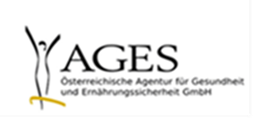 AGES
Österreichische Agentur für Gesundheit
und Ernährungssicherheit GmbH